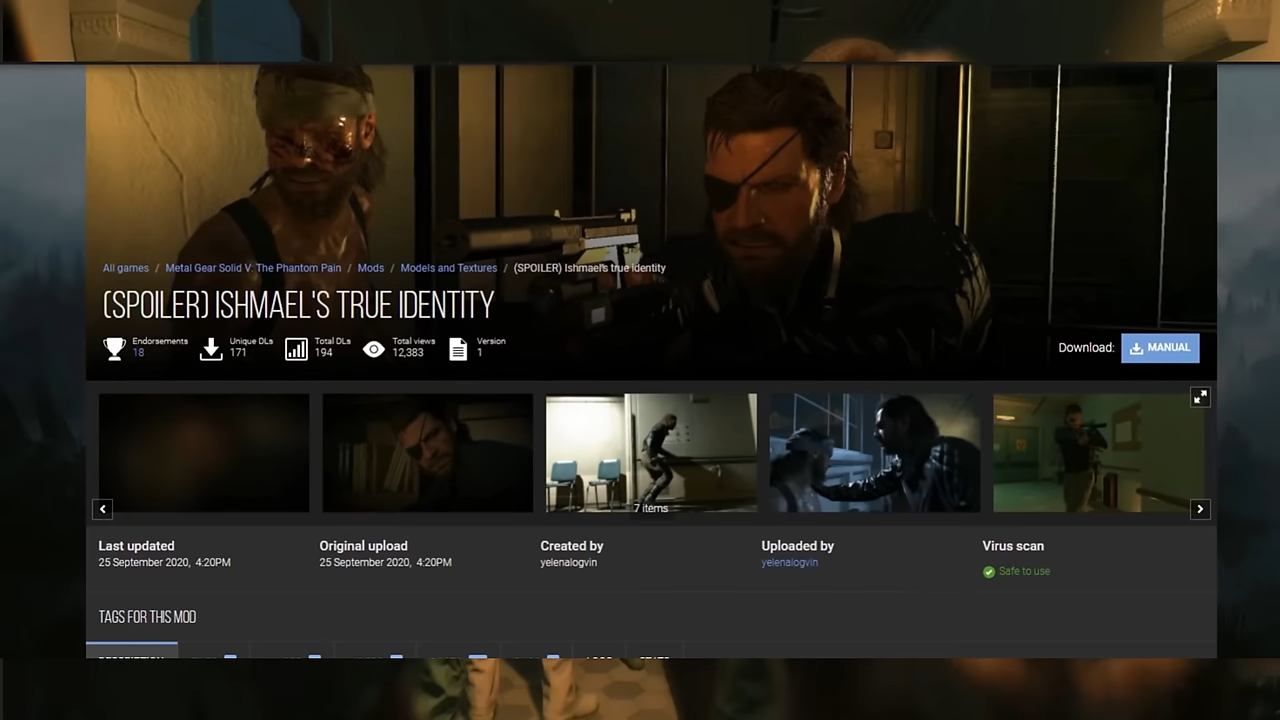 All games / Metal Gear Solid V: The Phantom Pain / Mods / Models and Textures / (SPOILER) Ishmael's true identity
(SPOILER) ISHMAEL'S TRUE IDENTITY
Endorsements
18
Unique DLs
171
Total DLs
194
Total views
12,383
Version
1
Download:
MANUAL
7 items
Last updated
25 September 2020, 4:20PM
Original upload
25 September 2020, 4:20PM
Created by
yelenalogvin
Uploaded by
yelenalogvin
Virus scan
Safe to use
TAGS FOR THIS MOD